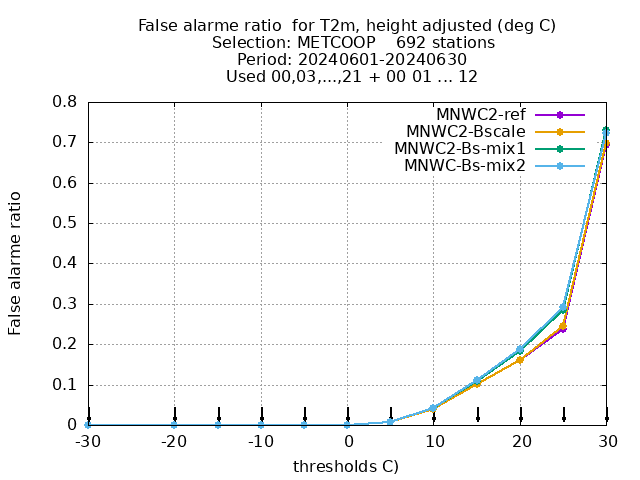 False alarme ratio  for T2m, height adjusted (deg C)
Selection: METCOOP    692 stations
Period: 20240601-20240630
Used 00,03,...,21 + 00 01 ... 12
MNWC2-ref
MNWC2-Bscale
MNWC2-Bs-mix1
MNWC-Bs-mix2
False alarme ratio
0.8
0.7
0.6
0.5
0.4
0.3
0.2
0.1
0
-30 -20 -10 0 10 20 30
thresholds C)